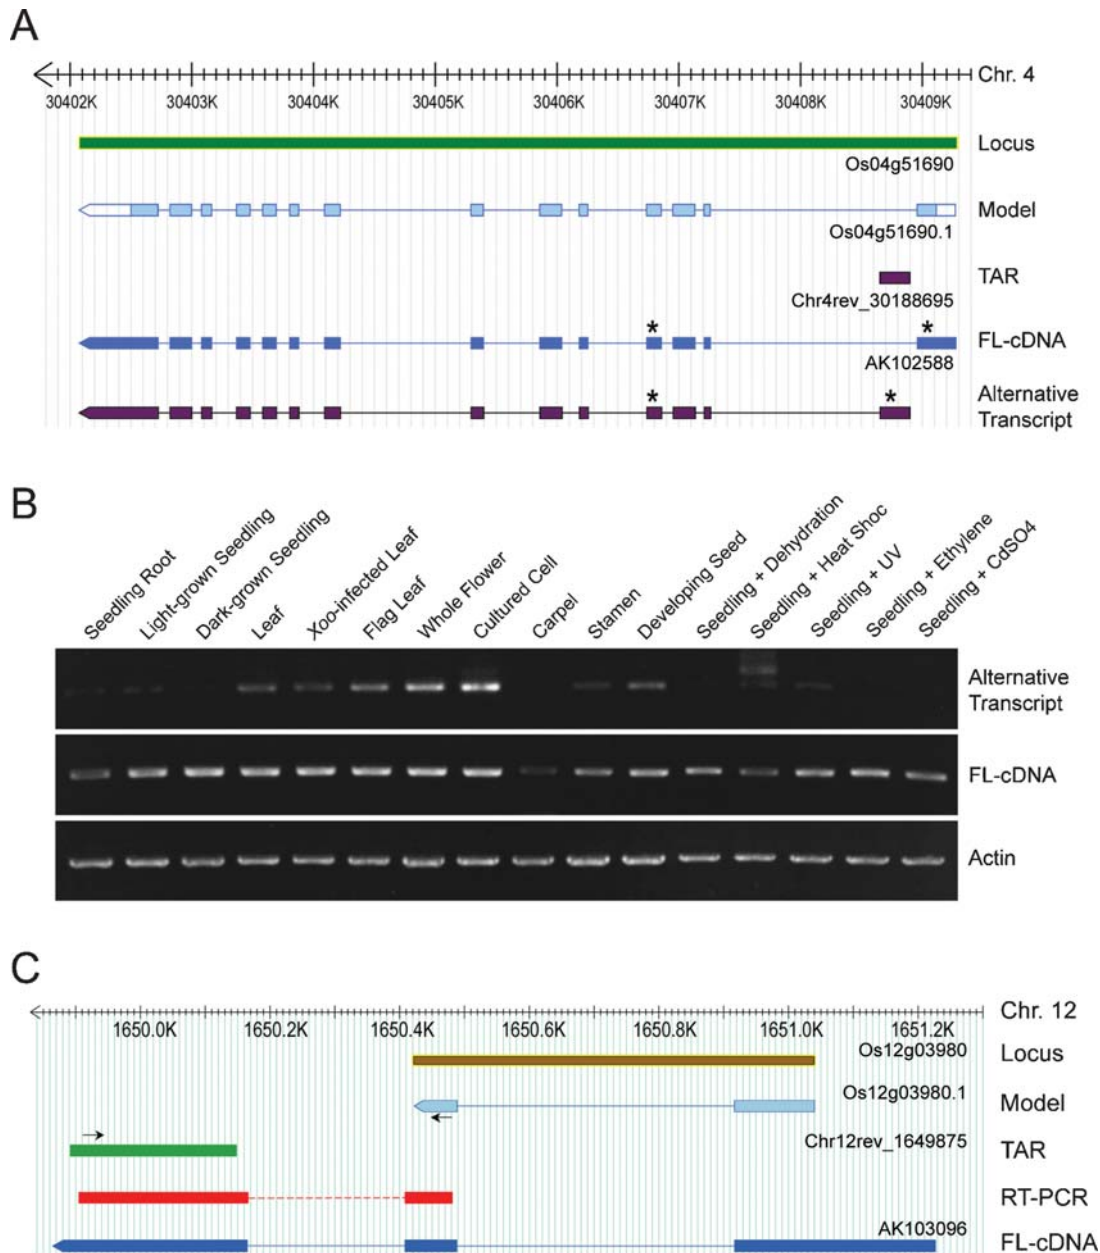 A
Chr. 4
30402K 30403K 30404K 30405K 30406K 30407K 30408K 30409K
Locus
Os04g51690
Model
Os04g51690.1
TAR
Chr4rev_30188695
* *
FL-cDNA
AK102588
* *
Alternative
Transcript
B
Seedling Root
Light-grown Seedling
Dark-grown Seedling
Leaf
Xoo-infected Leaf
Flag Leaf
Whole Flower
Cultured Cell
Carpel
Stamen
Developing Seed
Seedling + Dehydration
Seedling + Heat Shoc
Seedling + UV
Seedling + Ethylene
Seedling + CdSO4
Alternative
Transcript
FL-cDNA
Actin
C
Chr. 12
1650.0K 1650.2K 1650.4K 1650.6K 1650.8K 1651.0K 1651.2K
Os12g03980
Locus
Os12g03980.1
Model
Chr12rev_1649875
TAR
RT-PCR
AK103096
FL-cDNA